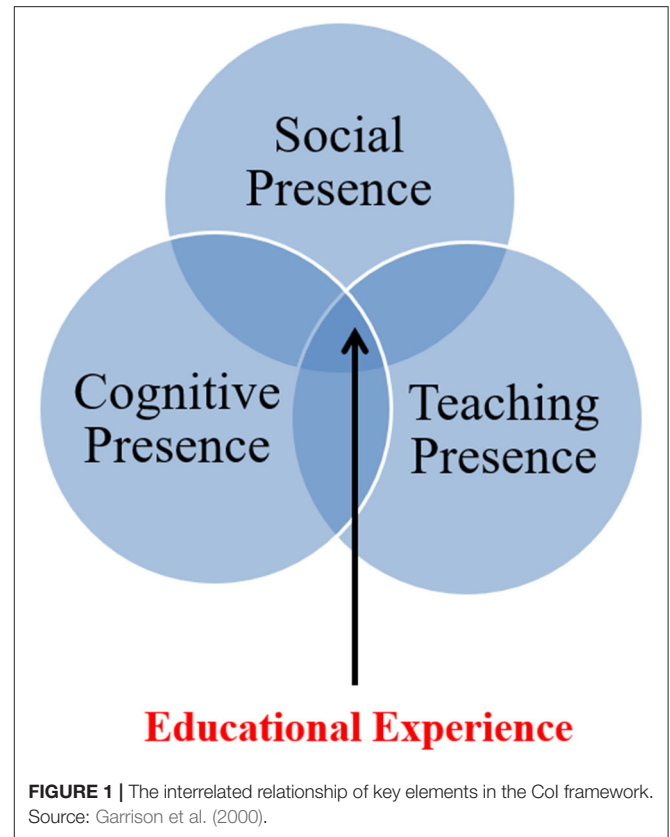 Social
Presence
Cognitive
Presence
Teaching
Presence
Educational Experience
FIGURE 1 | The interrelated relationship of key elements in the CoI framework.
Source: Garrison et al. (2000).